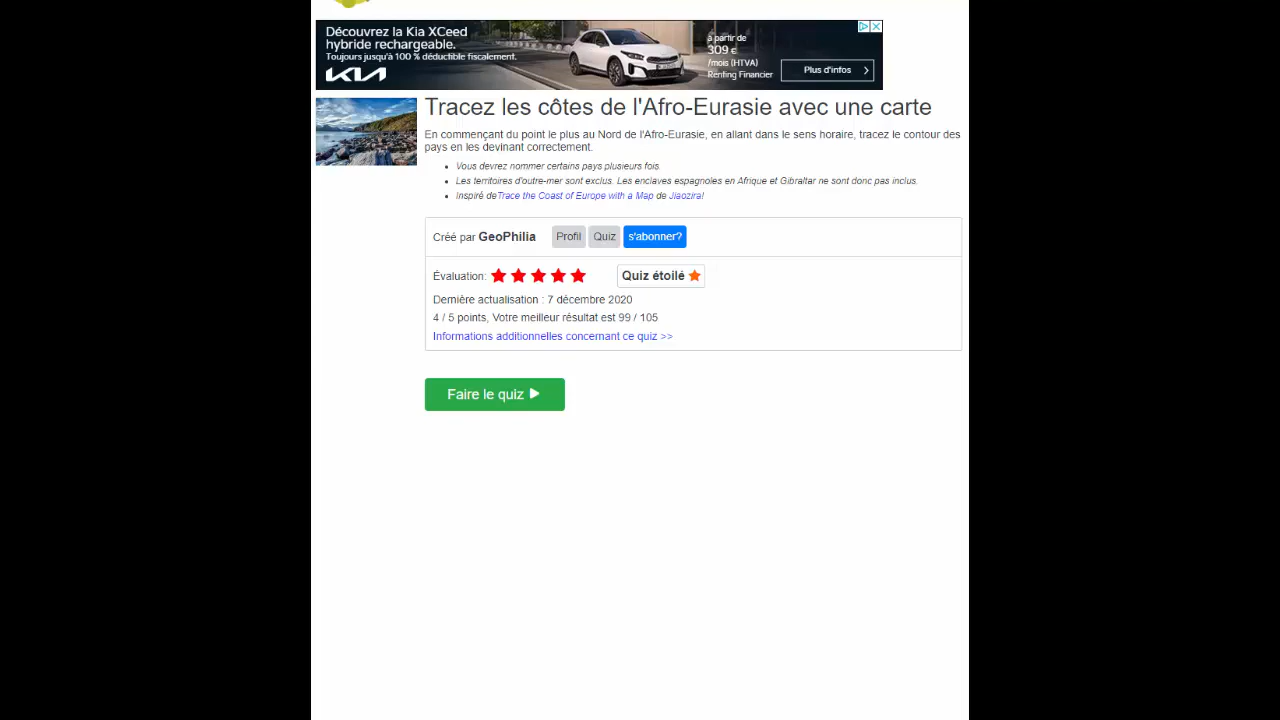 Découvrez la Kia XCeed
hybride rechargeable.
Toujours jusqu'à 100 % déductible fiscalement.
KIA
à partir de
309 €
/mois (HTVA)
Renting Financier
Plus d'infos
Tracez les côtes de l'Afro-Eurasie avec une carte
En commençant du point le plus au Nord de l'Afro-Eurasie, en allant dans le sens horaire, tracez le contour des
pays en les devinant correctement.
Vous devrez nommer certains pays plusieurs fois.
Les territoires d'outre-mer sont exclus. Les enclaves espagnoles en Afrique et Gibraltar ne sont donc pas inclus.
Inspiré deTrace the Coast of Europe with a Map de Jiaozira!
Créé par GeoPhilia Profil Quiz s'abonner?
Évaluation: Quiz étoilé
Dernière actualisation : 7 décembre 2020
4 / 5 points, Votre meilleur résultat est 99 / 105
Informations additionnelles concernant ce quiz >>
Faire le quiz